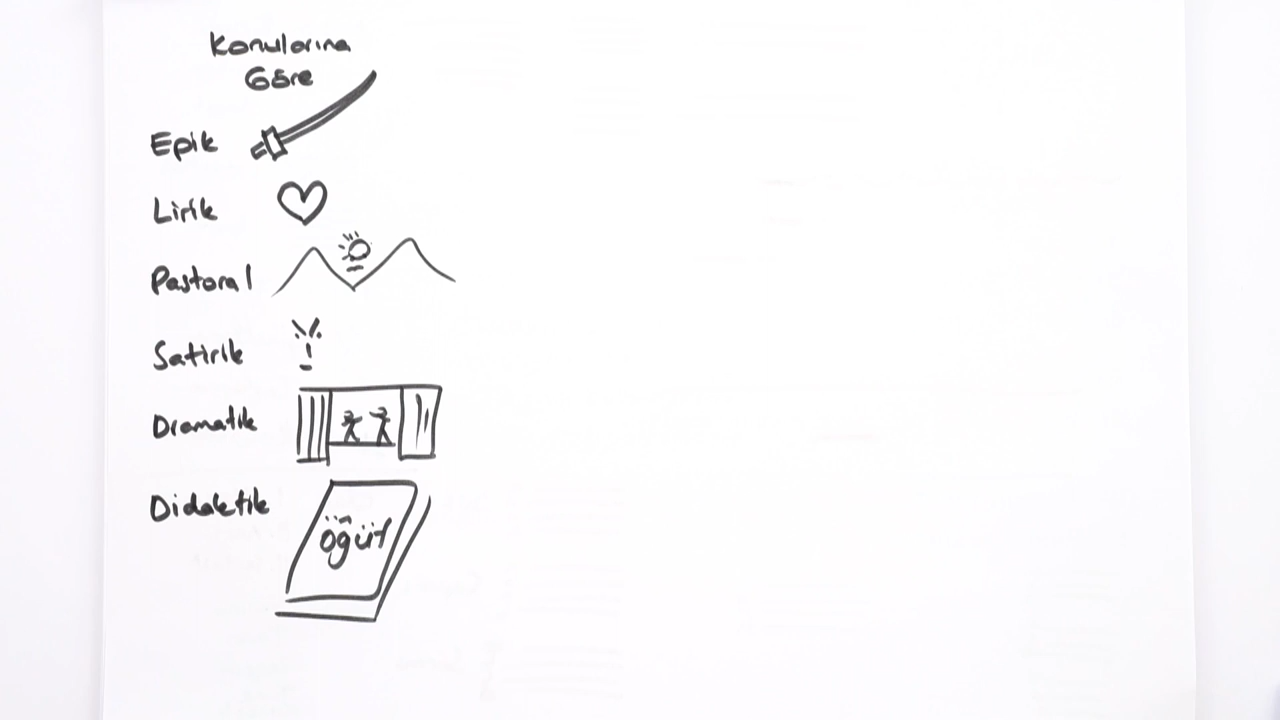 Konularına
Göre
Epik
Lirik
Pastoral
Satirik
Dramatik
Didaktik
öğüt